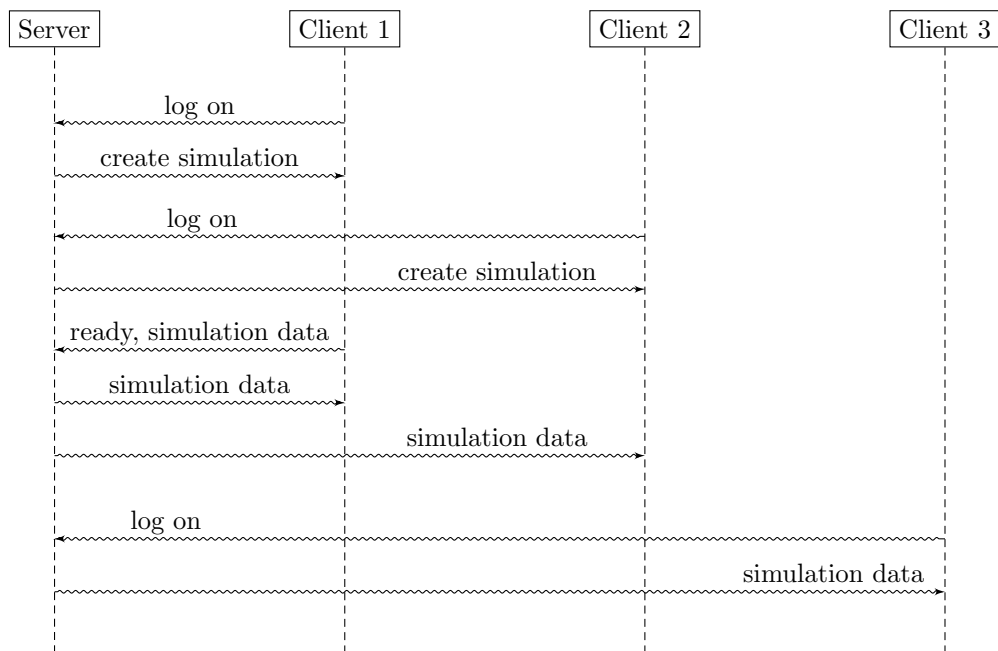 Server
Client 1
Client 2
Client 3
log on
create simulation
log on
create simulation
ready, simulation data
simulation data
simulation data
log on
simulation data